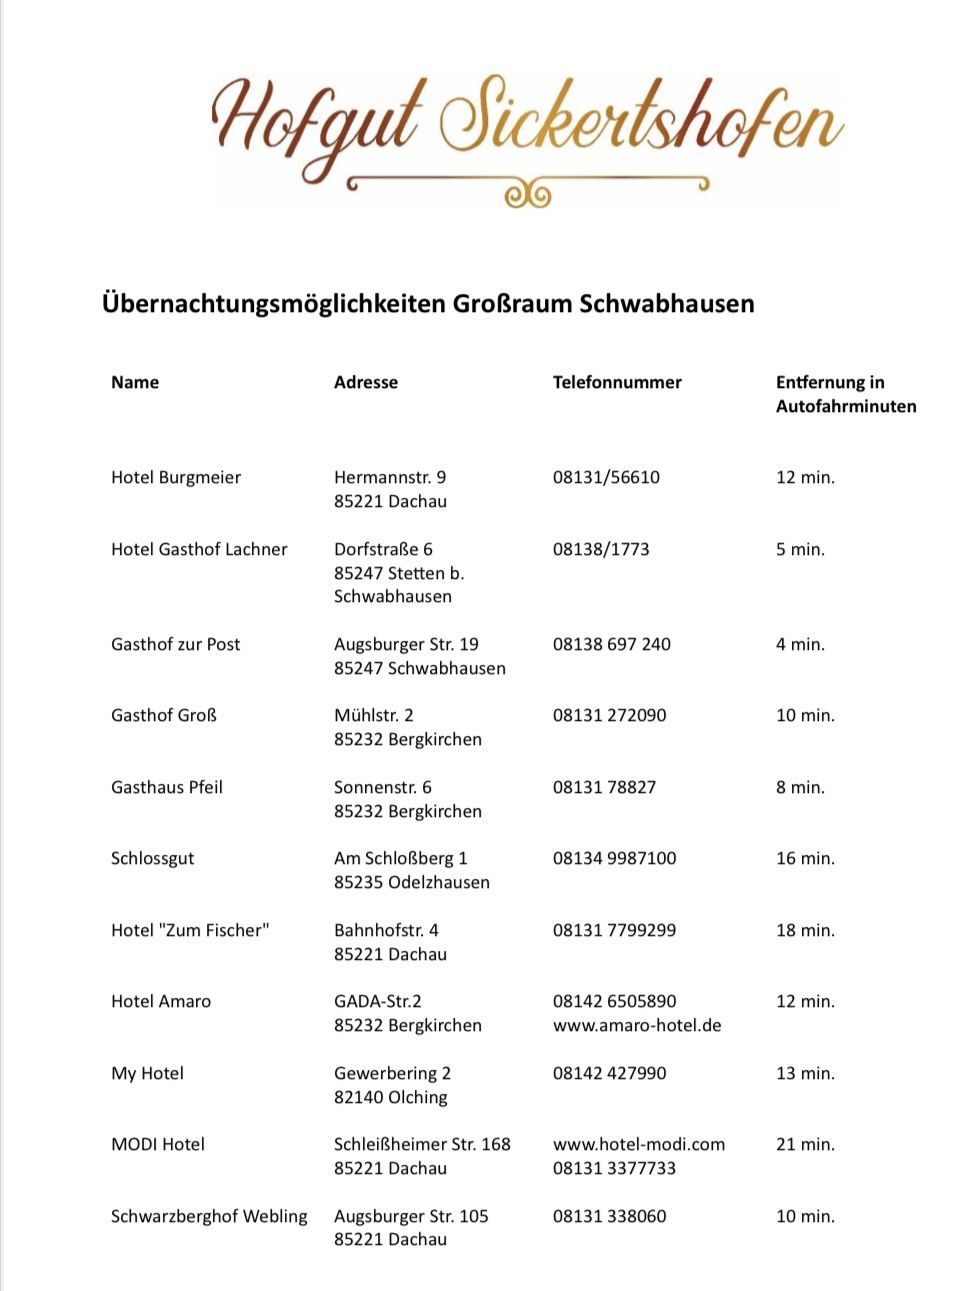 Hofgut Sickertshofen
Übernachtungsmöglichkeiten Großraum Schwabhausen
Name Adresse Telefonnummer Entfernung in
Autofahrminuten
Hotel Burgmeier Hermannstr. 9 08131/56610 12 min.
85221 Dachau
Hotel Gasthof Lachner Dorfstraße 6 08138/1773 5 min.
85247 Stetten b.
Schwabhausen
Gasthof zur Post Augsburger Str. 19 08138 697 240 4 min.
85247 Schwabhausen
Gasthof Groß Mühlstr. 2 08131 272090 10 min.
85232 Bergkirchen
Gasthaus Pfeil Sonnenstr. 6 08131 78827 8 min.
85232 Bergkirchen
Schlossgut Am Schloßberg 1 08134 9987100 16 min.
85235 Odelzhausen
Hotel "Zum Fischer" Bahnhofstr. 4 08131 7799299 18 min.
85221 Dachau
Hotel Amaro GADA-Str.2 08142 6505890 12 min.
85232 Bergkirchen www.amaro-hotel.de
My Hotel Gewerbering 2 08142 427990 13 min.
82140 Olching
MODI Hotel Schleißheimer Str. 168 www.hotel-modi.com 21 min.
85221 Dachau 08131 3377733
Schwarzberghof Webling Augsburger Str. 105 08131 338060 10 min.
85221 Dachau